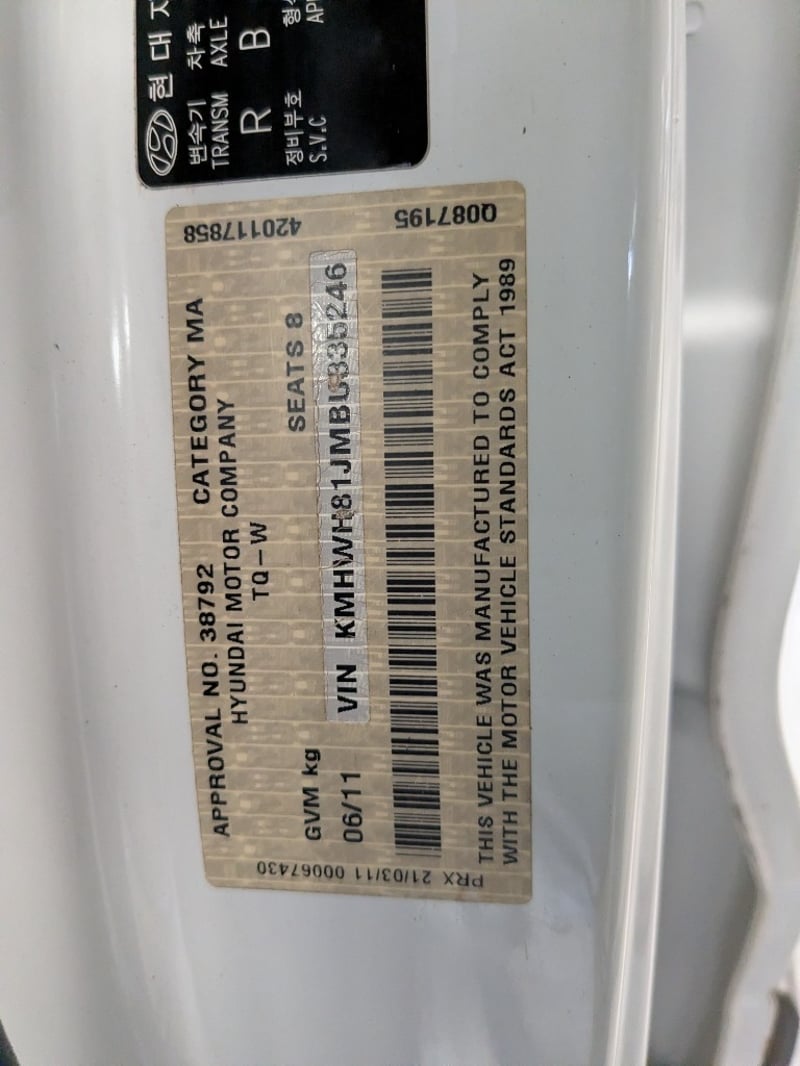 현대자
변속기 차축
TRANSM AXLE
R B
정비부호
S.V.C
420117858
Q087195
APPROVAL NO. 38792 CATEGORY MA
HYUNDAI MOTOR COMPANY
TQ-W
SEATS 8
GVM kg
VIN KMHWH81JMBU335246
06/11
THIS VEHICLE WAS MANUFACTURED TO COMPLY
WITH THE MOTOR VEHICLE STANDARDS ACT 1989
PRX 21/03/11 00067430